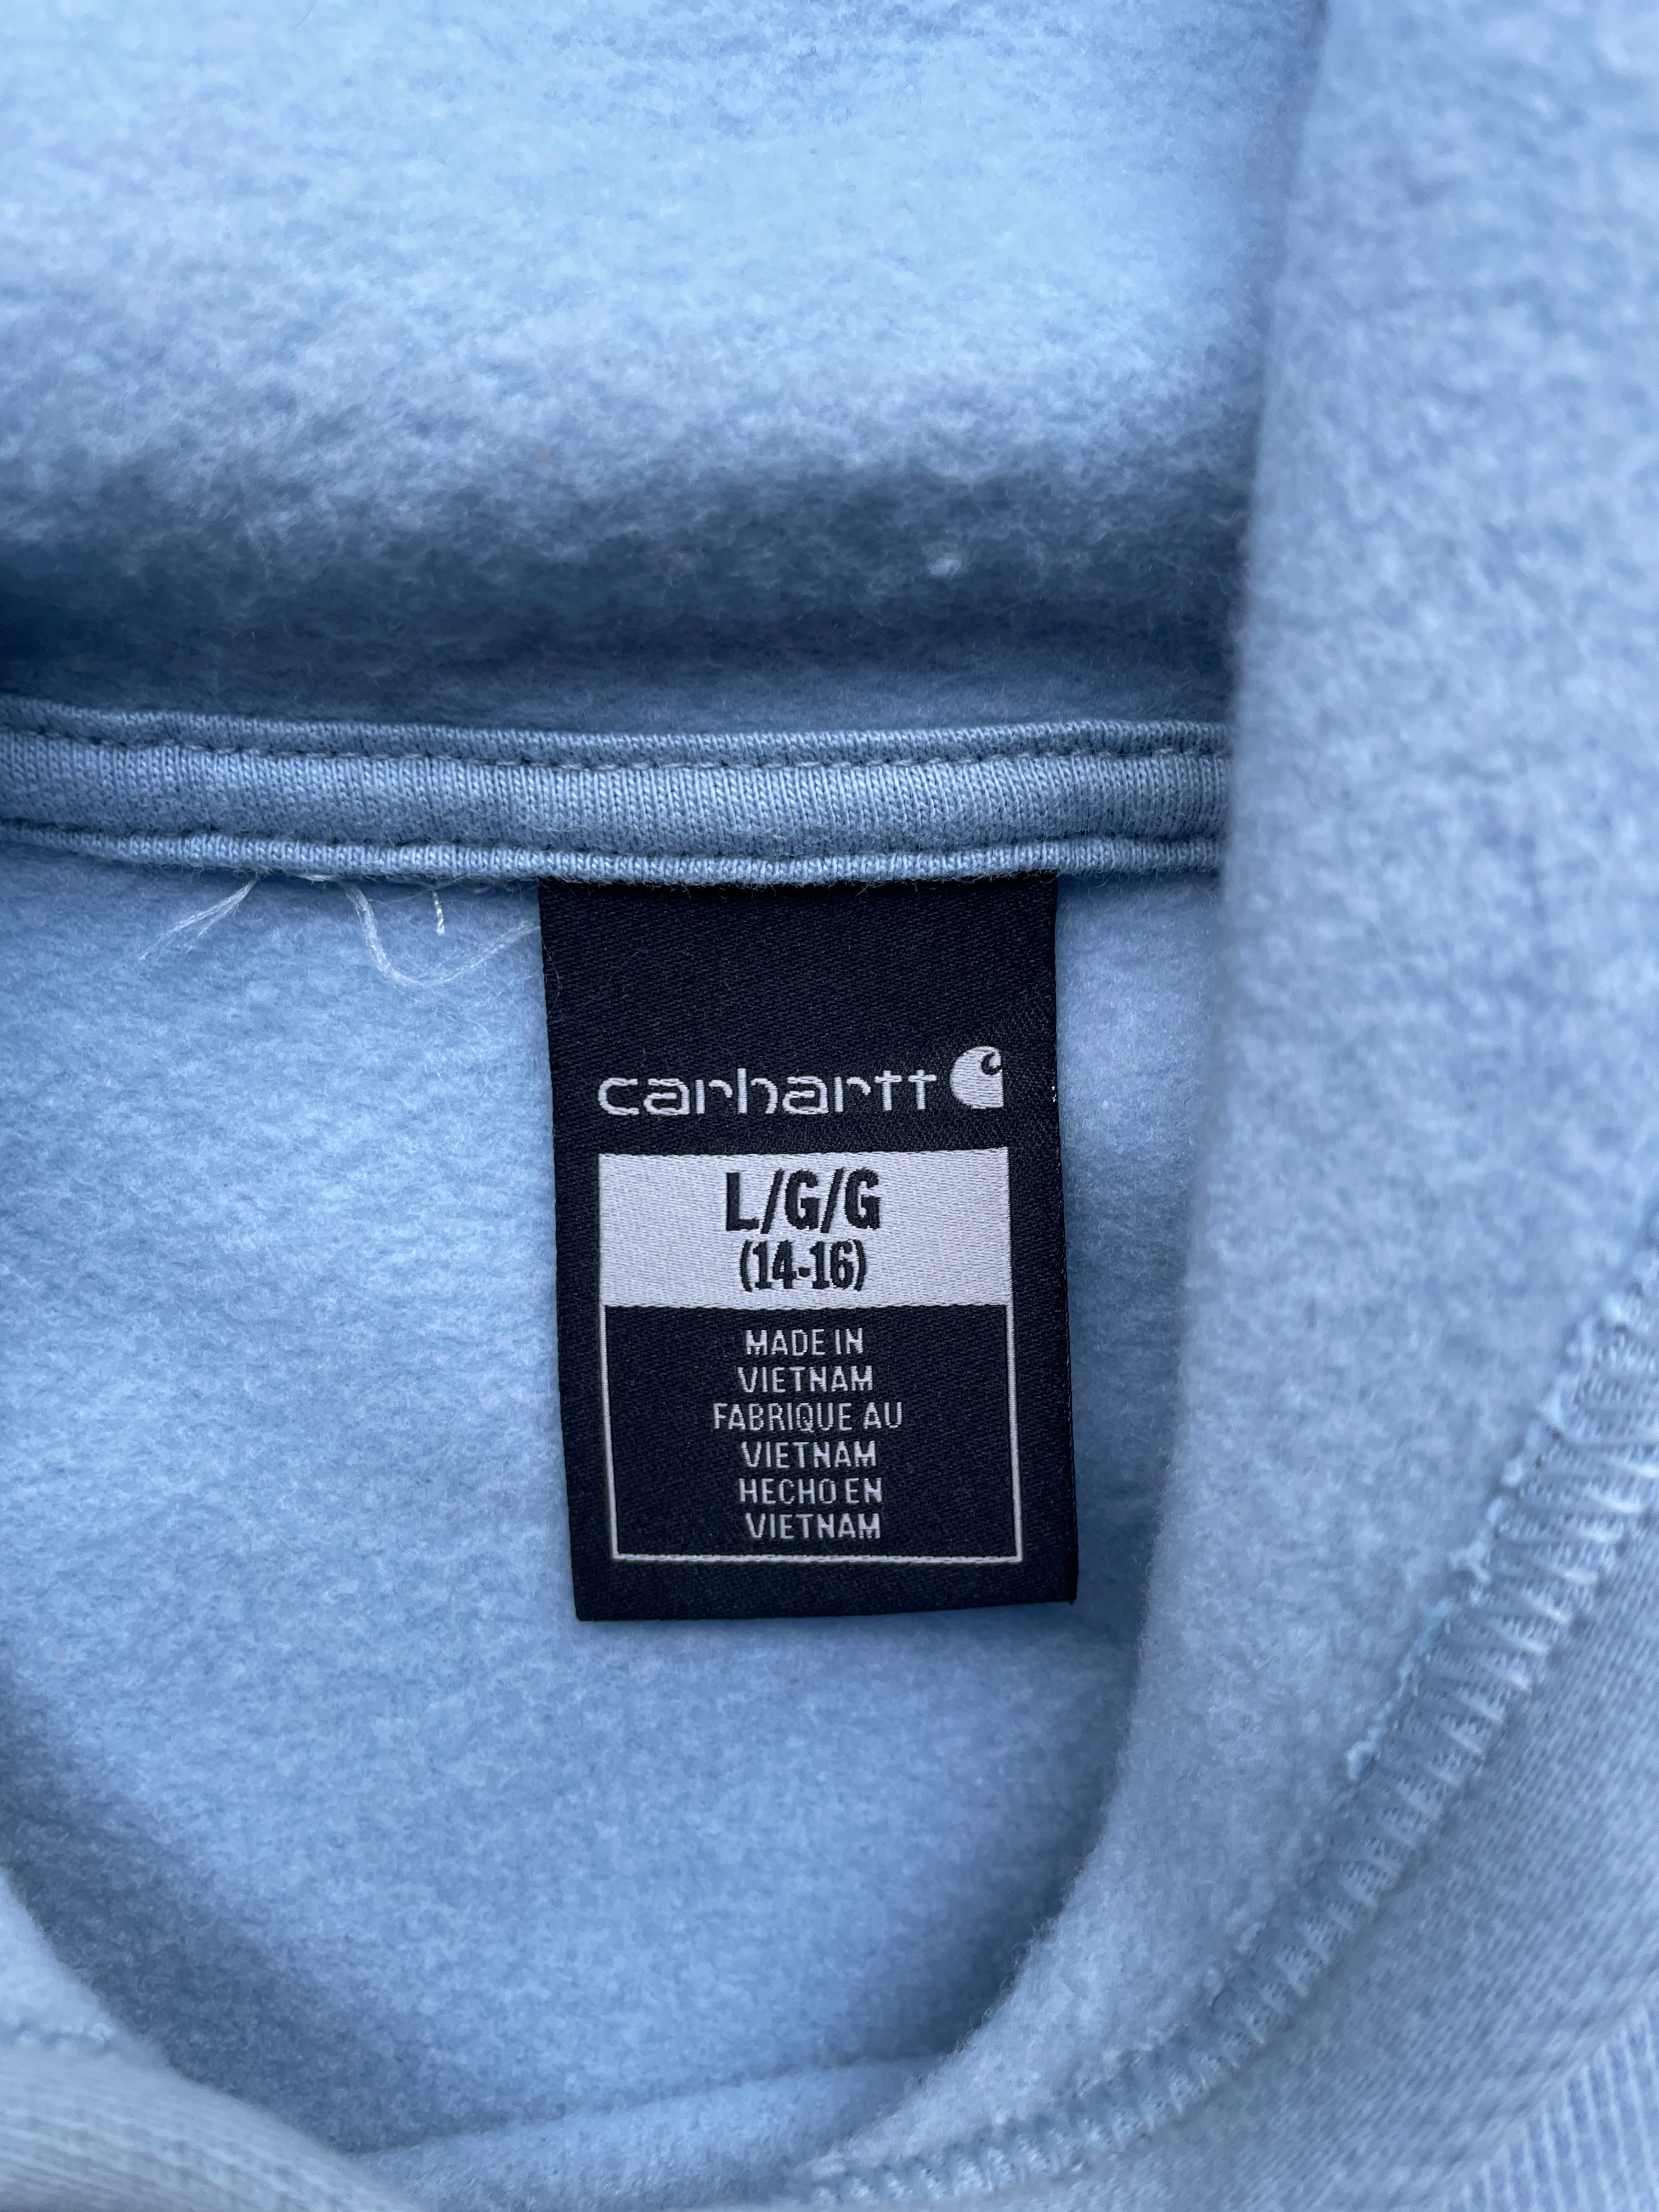 carhartt
L/G/G
(14-16)
MADE IN
VIETNAM
FABRIQUE AU
VIETNAM
HECHO EN
VIETNAM